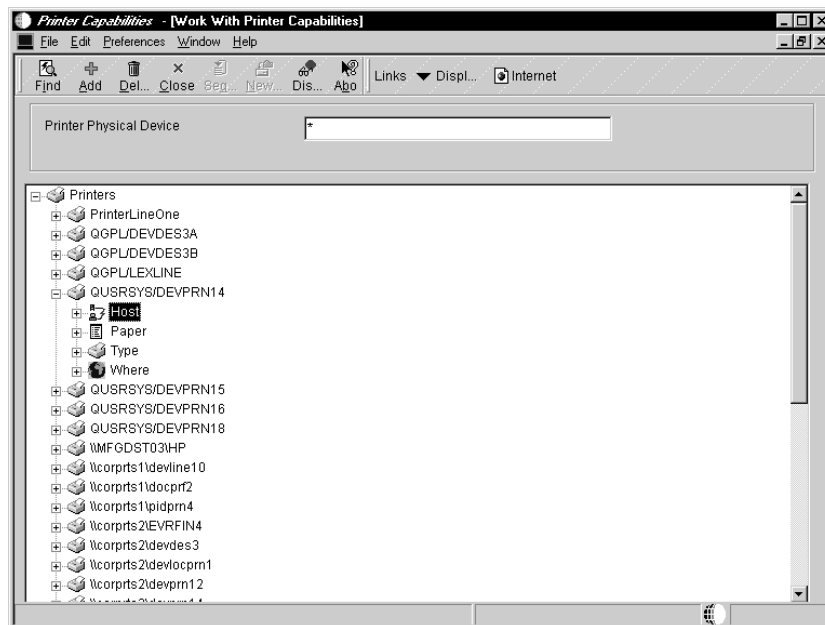 Printer Capabilities - [Work With Printer Capabilities]
File Edit Preferences Window Help
Find Add Del... Close Seq... New... Dis... Abo Links Displ... Internet
Printer Physical Device *
Printers
PrinterLineOne
QGPL/DEVDES3A
QGPL/DEVDES3B
QGPL/LEXLINE
QUSRSYS/DEVPRN14
Host
Paper
Type
Where
QUSRSYS/DEVPRN15
QUSRSYS/DEVPRN16
QUSRSYS/DEVPRN18
\\MFGDST03\HP
\\corprts1\devline10
\\corprts1\docprf2
\\corprts1\pidprn4
\\corprts2\EVRFIN4
\\corprts2\devdes3
\\corprts2\devlocprn1
\\corprts2\devprn12